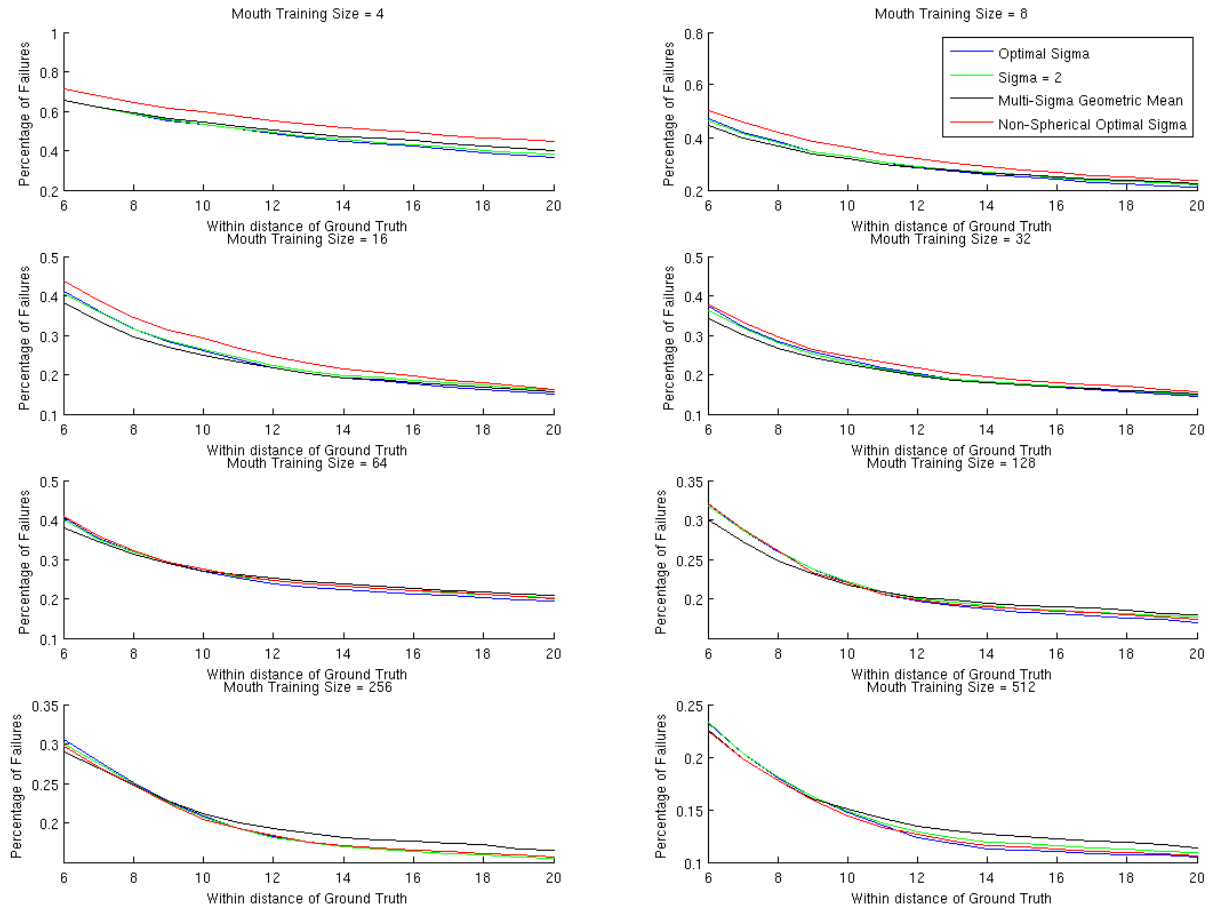 Mouth Training Size = 4
Percentage of Failures
1
0.8
0.6
0.4
0.2
6 8 10 12 14 16 18 20
Within distance of Ground Truth
Mouth Training Size = 8
Percentage of Failures
0.8
0.6
0.4
0.2
6 8 10 12 14 16 18 20
Within distance of Ground Truth
Optimal Sigma
Sigma = 2
Multi-Sigma Geometric Mean
Non-Spherical Optimal Sigma
Mouth Training Size = 16
Percentage of Failures
0.5
0.4
0.3
0.2
0.1
6 8 10 12 14 16 18 20
Within distance of Ground Truth
Mouth Training Size = 32
Percentage of Failures
0.5
0.4
0.3
0.2
0.1
6 8 10 12 14 16 18 20
Within distance of Ground Truth
Mouth Training Size = 64
Percentage of Failures
0.5
0.4
0.3
0.2
0.1
6 8 10 12 14 16 18 20
Within distance of Ground Truth
Mouth Training Size = 128
Percentage of Failures
0.35
0.3
0.25
0.2
6 8 10 12 14 16 18 20
Within distance of Ground Truth
Mouth Training Size = 256
Percentage of Failures
0.35
0.3
0.25
0.2
6 8 10 12 14 16 18 20
Within distance of Ground Truth
Mouth Training Size = 512
Percentage of Failures
0.25
0.2
0.15
0.1
6 8 10 12 14 16 18 20
Within distance of Ground Truth